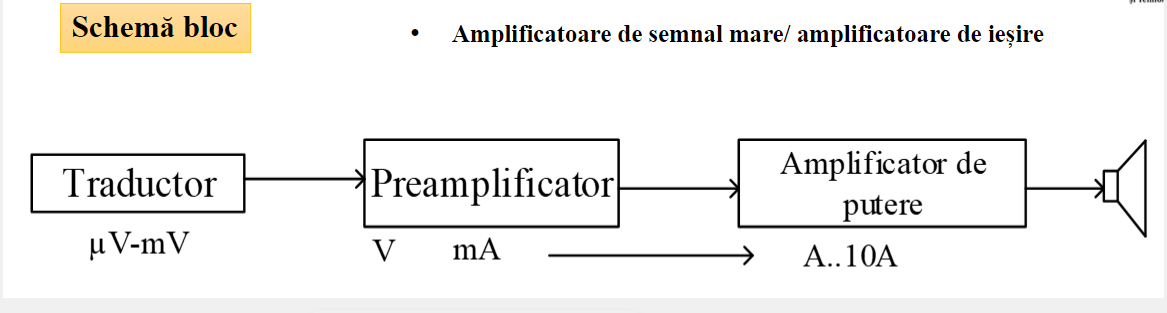 Schemă bloc
• Amplificatoare de semnal mare/ amplificatoare de ieșire
Traductor
Preamplificator
Amplificator de
putere
μV-mV
V mA
A..10A